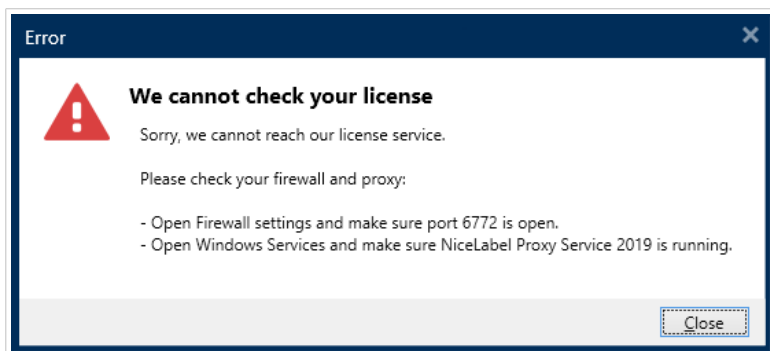 Error
We cannot check your license
Sorry, we cannot reach our license service.
Please check your firewall and proxy:
- Open Firewall settings and make sure port 6772 is open.
- Open Windows Services and make sure NiceLabel Proxy Service 2019 is running.
Close